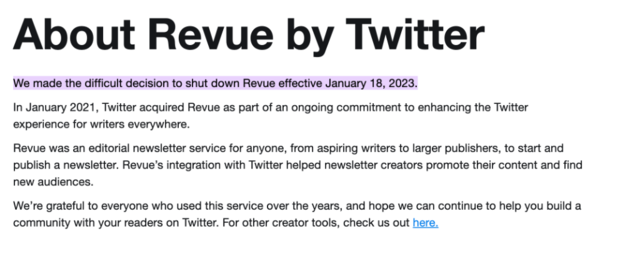 About Revue by Twitter
We made the difficult decision to shut down Revue effective January 18, 2023.
In January 2021, Twitter acquired Revue as part of an ongoing commitment to enhancing the Twitter
experience for writers everywhere.
Revue was an editorial newsletter service for anyone, from aspiring writers to larger publishers, to start and
publish a newsletter. Revue’s integration with Twitter helped newsletter creators promote their content and find
new audiences.
We’re grateful to everyone who used this service over the years, and hope we can continue to help you build a
community with your readers on Twitter. For other creator tools, check us out here.